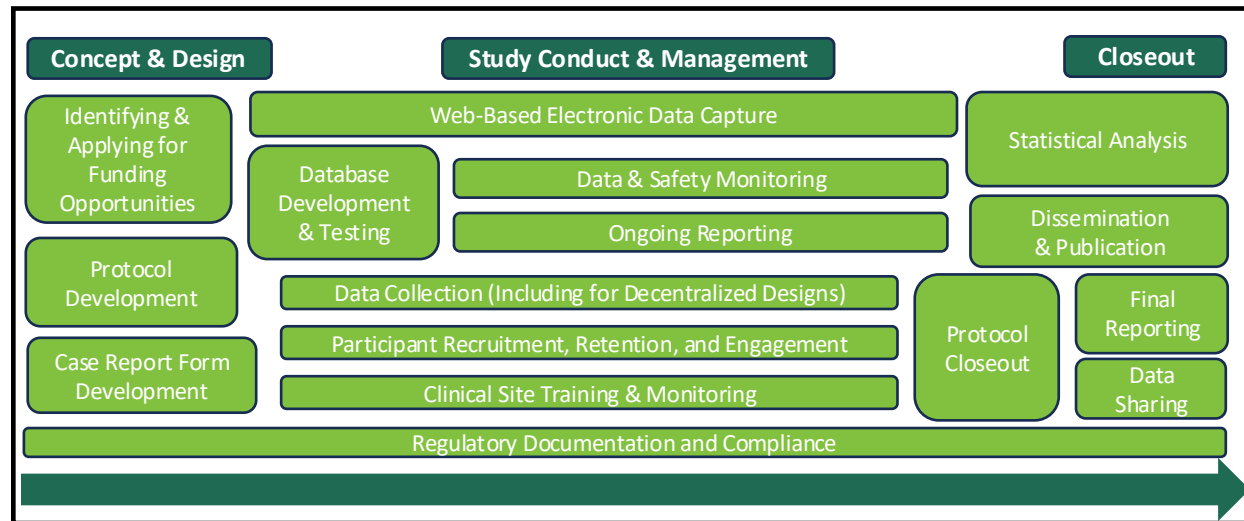 Concept & Design
Study Conduct & Management
Closeout
Identifying &
Applying for
Funding
Opportunities
Protocol
Development
Case Report Form
Development
Web-Based Electronic Data Capture
Database
Development
& Testing
Data & Safety Monitoring
Ongoing Reporting
Data Collection (Including for Decentralized Designs)
Participant Recruitment, Retention, and Engagement
Clinical Site Training & Monitoring
Statistical Analysis
Dissemination
& Publication
Protocol
Closeout
Final
Reporting
Data
Sharing
Regulatory Documentation and Compliance